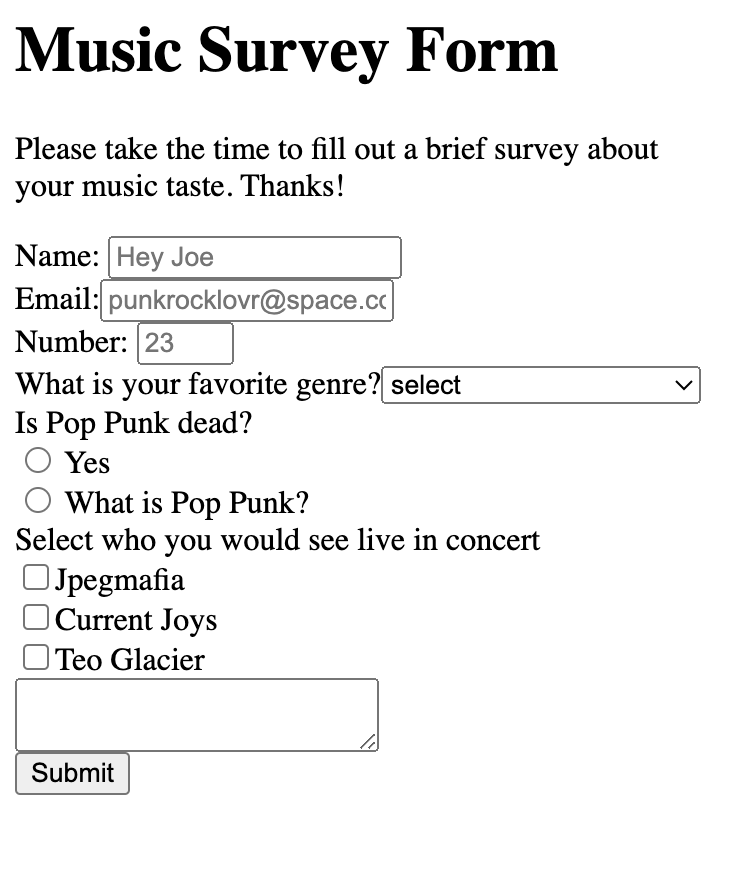 Music Survey Form
Please take the time to fill out a brief survey about
your music taste. Thanks!
Name: Hey Joe
Email: punkrocklovr@space.cc
Number: 23
What is your favorite genre? select
Is Pop Punk dead?
Yes
What is Pop Punk?
Select who you would see live in concert
Jpegmafia
Current Joys
Teo Glacier
Submit